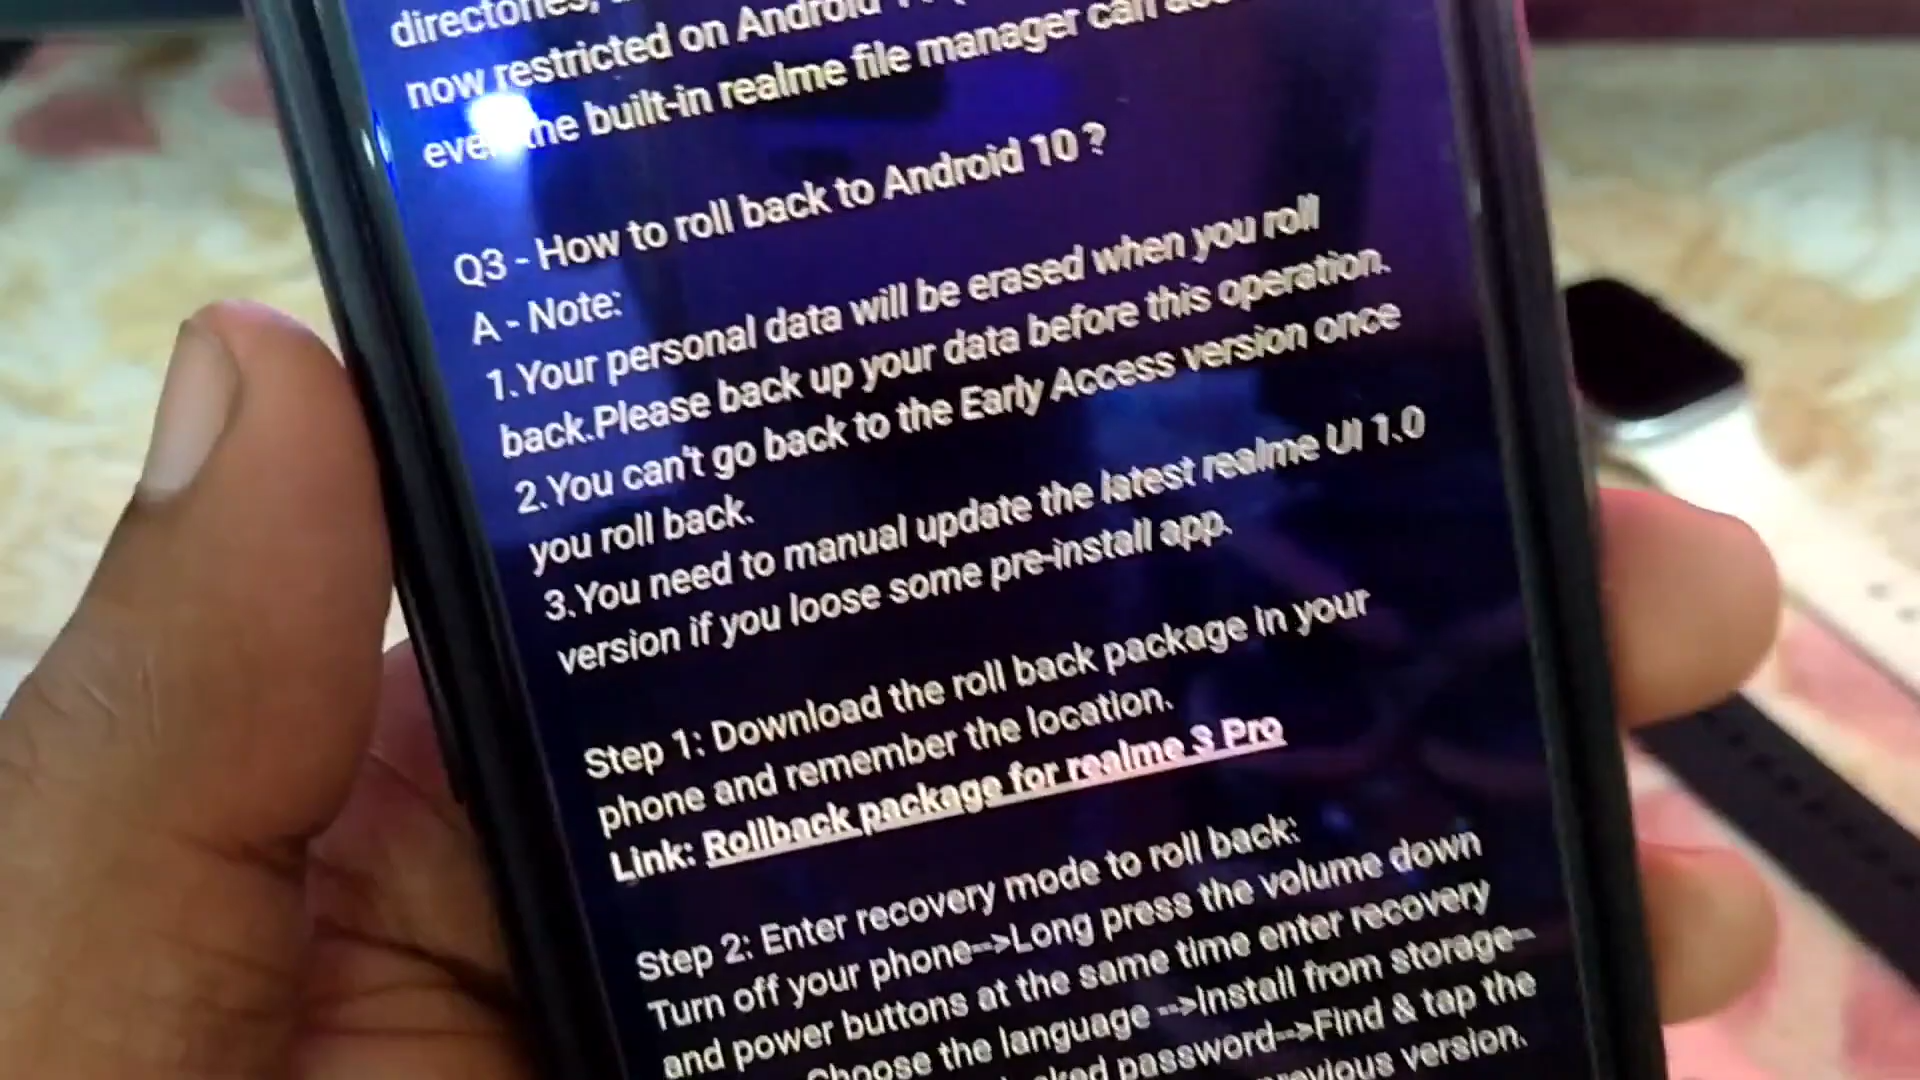 directories,
now restricted on Android
even the built-in realme file manager can
Q3 - How to roll back to Android 10 ?
A - Note:
1.Your personal data will be erased when you roll
back.Please back up your data before this operation.
2.You can't go back to the Early Access version once
you roll back.
3.You need to manual update the latest realme UI 1.0
version if you loose some pre-install app.
Step 1: Download the roll back package in your
phone and remember the location.
Link: Rollback package for realme 3 Pro
Step 2: Enter recovery mode to roll back:
Turn off your phone-->Long press the volume down
and power buttons at the same time enter recovery
Choose the language -->Install from storage--
password-->Find & tap the
previous version.